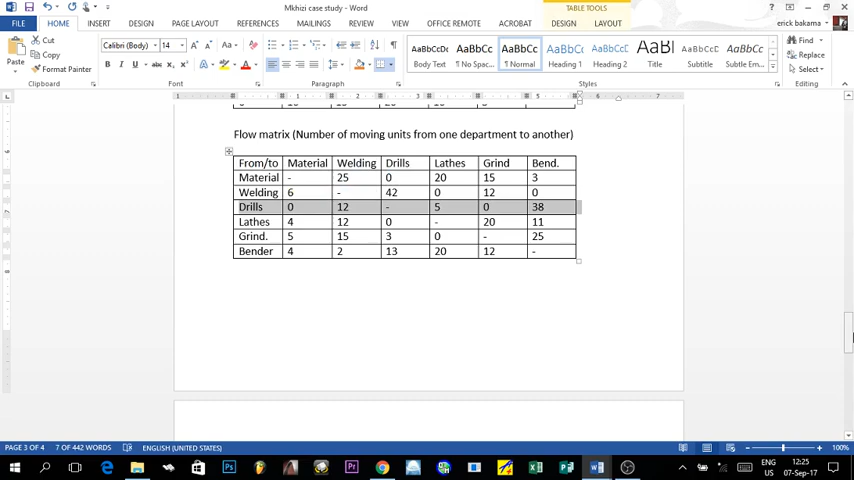 Mkhizi case study - Word
TABLE TOOLS
FILE HOME INSERT DESIGN PAGE LAYOUT REFERENCES MAILINGS REVIEW VIEW OFFICE REMOTE ACROBAT DESIGN LAYOUT erick bakama
Paste
Cut
Copy
Format Painter
Clipboard
Calibri (Body) 14
Font
Paragraph
AaBbCcDc AaBbCc AaBbCc AaBbCc AaBbCc AaBl AaBbCcD AaBbCc
Body Text ¶ No Spac... ¶ Normal Heading 1 Heading 2 Title Subtitle Subtle Em...
Styles
Find
Replace
Select
Editing
Flow matrix (Number of moving units from one department to another)
From/to Material Welding Drills Lathes Grind Bend.
Material - 25 0 20 15 3
Welding 6 - 42 0 12 0
Drills 0 12 - 5 0 38
Lathes 4 12 0 - 20 11
Grind. 5 15 3 0 - 25
Bender 4 2 13 20 12 -
PAGE 3 OF 4 7 OF 442 WORDS ENGLISH (UNITED STATES) 100%
ENG
US
12:25
07-Sep-17